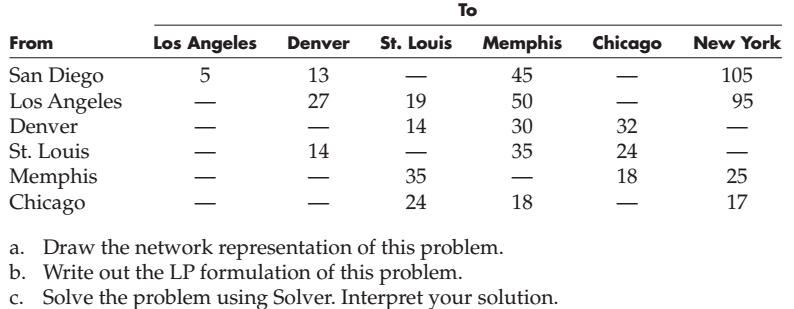 To
From Los Angeles Denver St. Louis Memphis Chicago New York
San Diego 5 13 — 45 — 105
Los Angeles — 27 19 50 — 95
Denver — — 14 30 32 —
St. Louis — 14 — 35 24 —
Memphis — — 35 — 18 25
Chicago — — 24 18 — 17
a. Draw the network representation of this problem.
b. Write out the LP formulation of this problem.
c. Solve the problem using Solver. Interpret your solution.